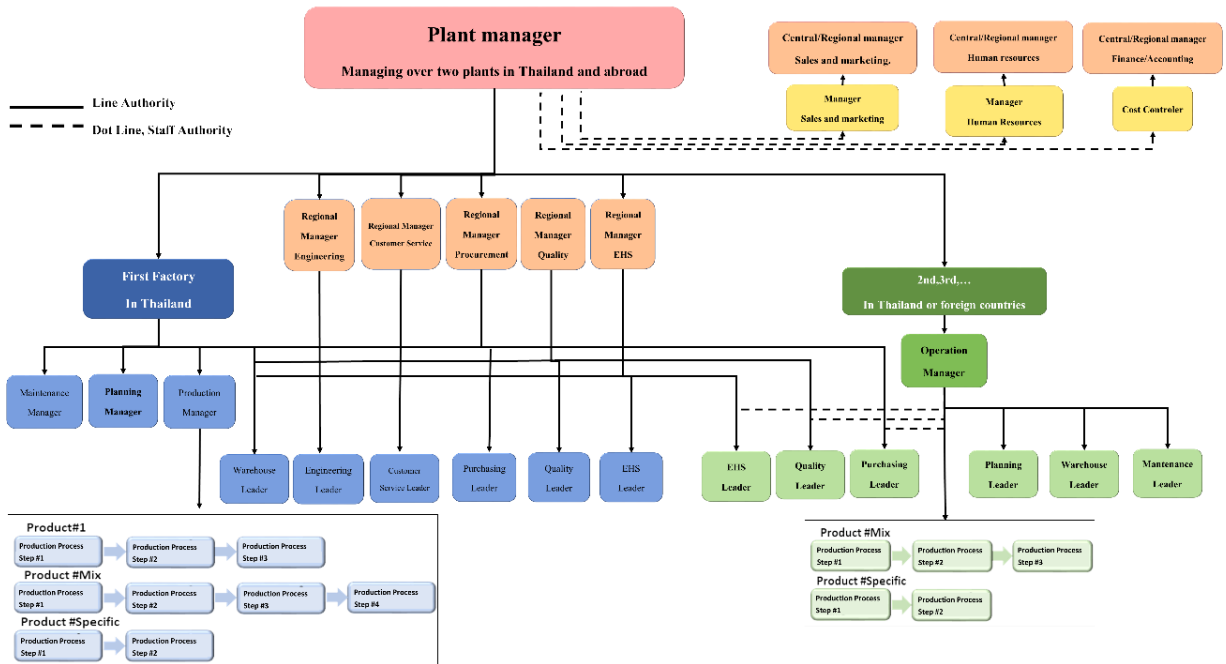 Plant manager
Managing over two plants in Thailand and abroad
Central/Regional manager
Sales and marketing.
Central/Regional manager
Human resources
Central/Regional manager
Finance/Accounting
Manager
Sales and marketing
Manager
Human Resources
Cost Controler
Line Authority
Dot Line, Staff Authority
First Factory
In Thailand
Regional
Manager
Engineering
Regional Manager
Customer Service
Regional
Manager
Procurement
Regional
Manager
Quality
Regional
Manager
EHS
2nd,3rd,…
In Thailand or foreign countries
Operation
Manager
Maintenance
Manager
Planning
Manager
Production
Manager
Warehouse
Leader
Engineering
Leader
Customer
Service Leader
Purchasing
Leader
Quality
Leader
EHS
Leader
EHS
Leader
Quality
Leader
Purchasing
Leader
Planning
Leader
Warehouse
Leader
Mantenance
Leader
Product#1
Production Process
Step #1
Production Process
Step #2
Production Process
Step #3
Product #Mix
Production Process
Step #1
Production Process
Step #2
Production Process
Step #3
Production Process
Step #4
Product #Specific
Production Process
Step #1
Production Process
Step #2
Product #Mix
Production Process
Step #1
Production Process
Step #2
Production Process
Step #3
Product #Specific
Production Process
Step #1
Production Process
Step #2